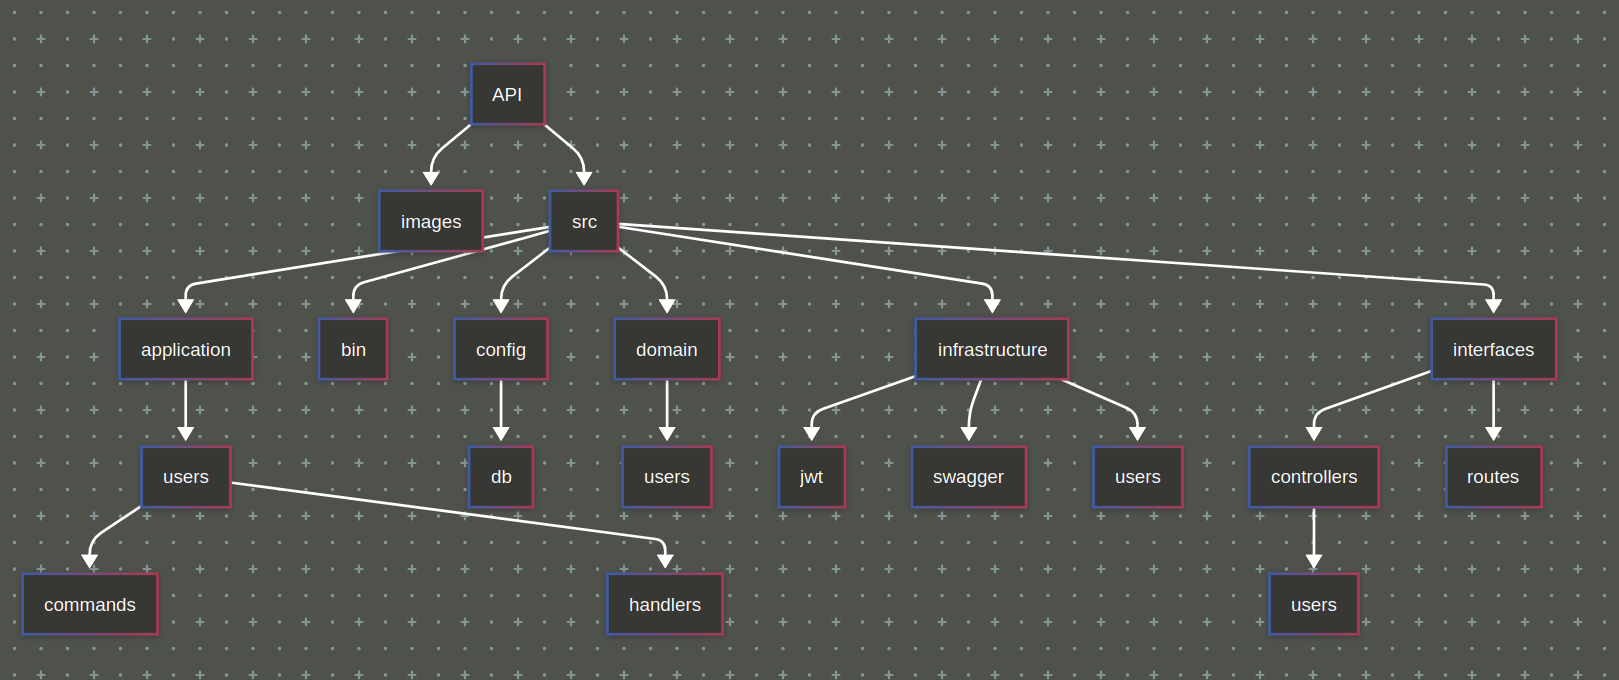 API
images
src
application
bin
config
domain
infrastructure
interfaces
users
db
users
jwt
swagger
users
controllers
routes
commands
handlers
users